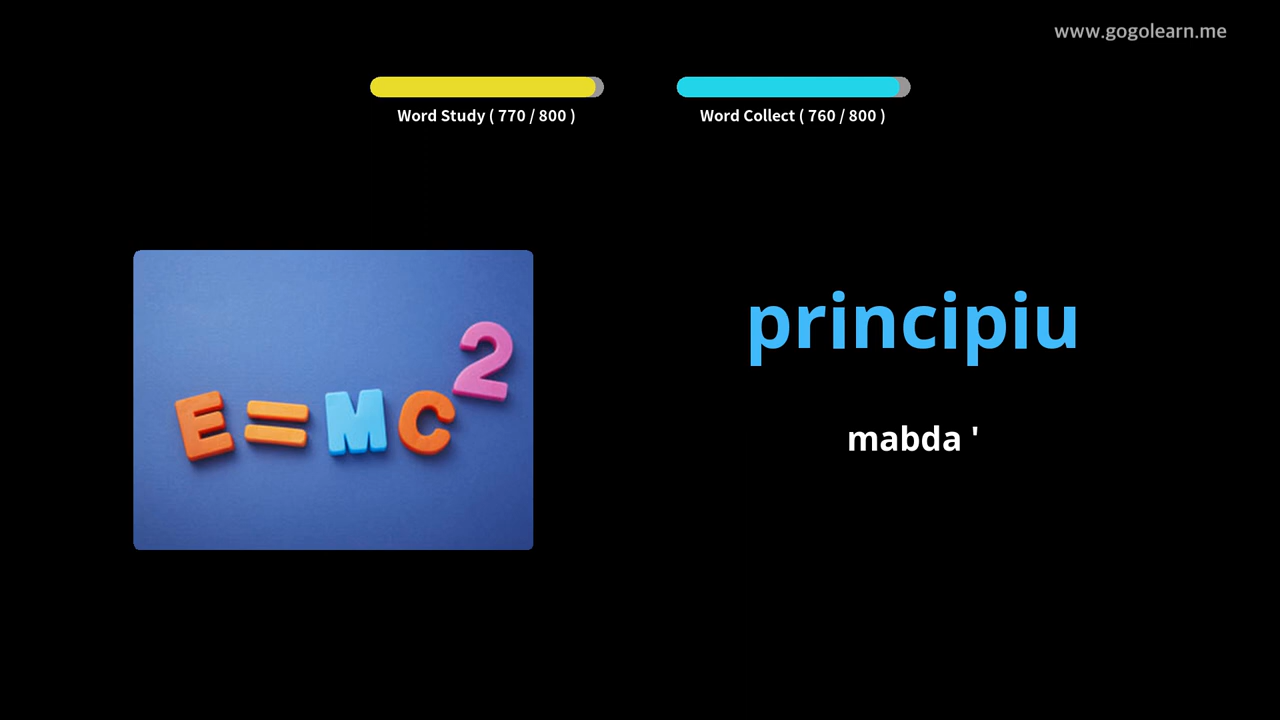 www.gogolearn.me
Word Study ( 770 / 800 )
Word Collect ( 760 / 800 )
E=MC2
principiu
mabda '